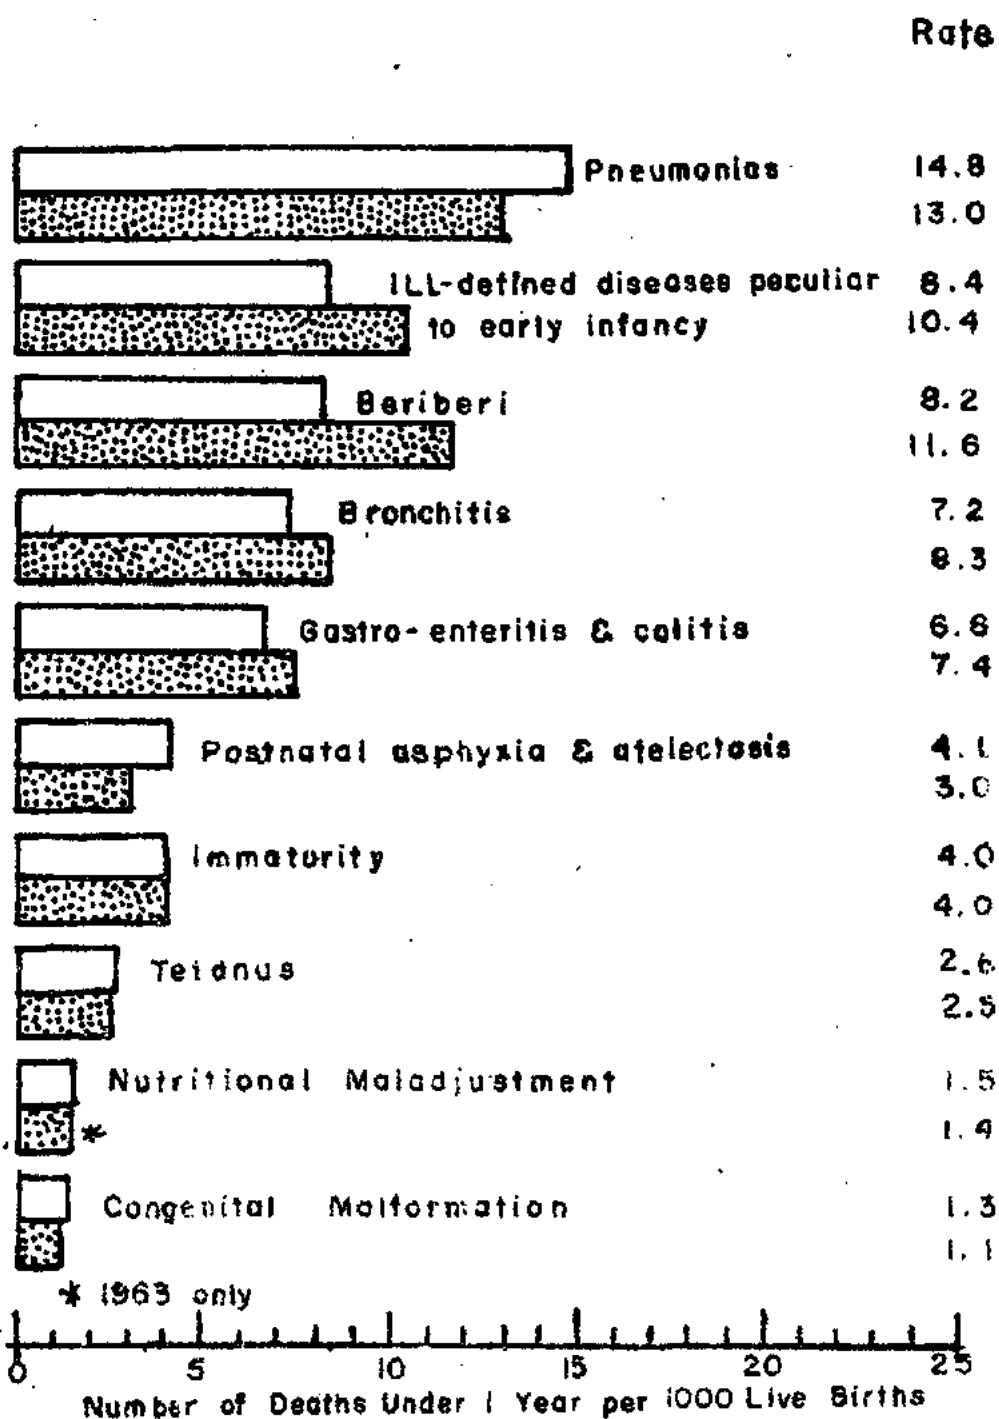 Rate
Pneumonias 14.8
13.0
ILL-defined diseases peculiar 8.4
to early infancy 10.4
Beriberi 8.2
11.6
Bronchitis 7.2
8.3
Gastro-enteritis & colitis 6.6
7.4
Postnatal asphyxia & atelectasis 4.1
3.0
Immaturity 4.0
4.0
Tetanus 2.6
2.5
Nutritional Maladjustment 1.5
* 1.4
Congenital Malformation 1.3
1.1
* 1963 only
0 5 10 15 20 25
Number of Deaths Under 1 Year per 1000 Live Births